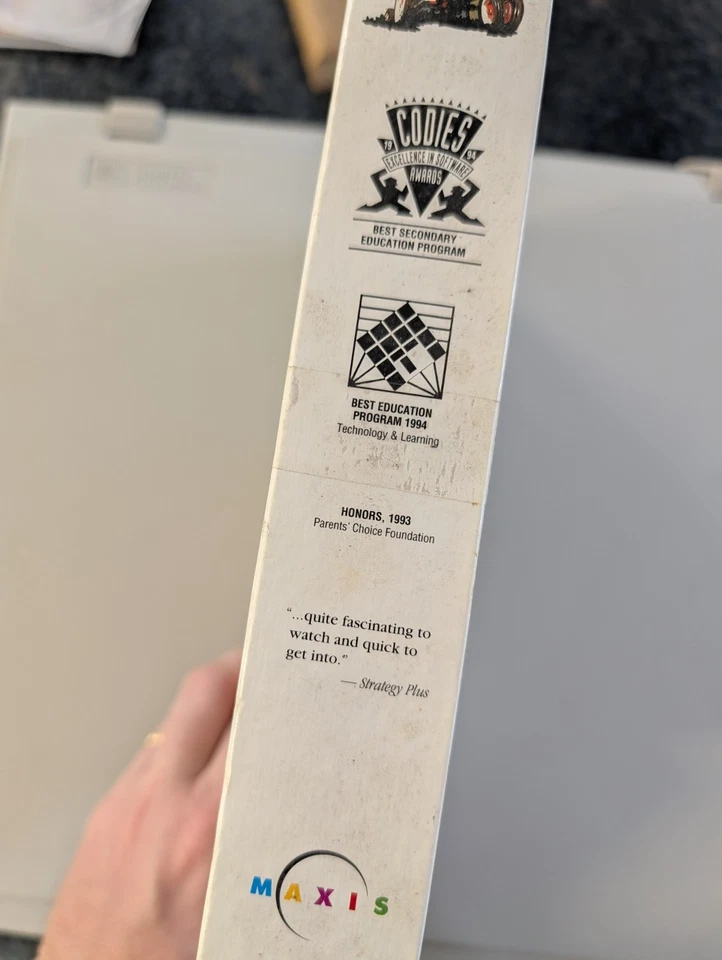 CODIES
19 94
EXCELLENCE IN SOFTWARE
AWARDS
BEST SECONDARY
EDUCATION PROGRAM
BEST EDUCATION
PROGRAM 1994
Technology & Learning
HONORS, 1993
Parents' Choice Foundation
“...quite fascinating to
watch and quick to
get into.”
— Strategy Plus
MAXIS